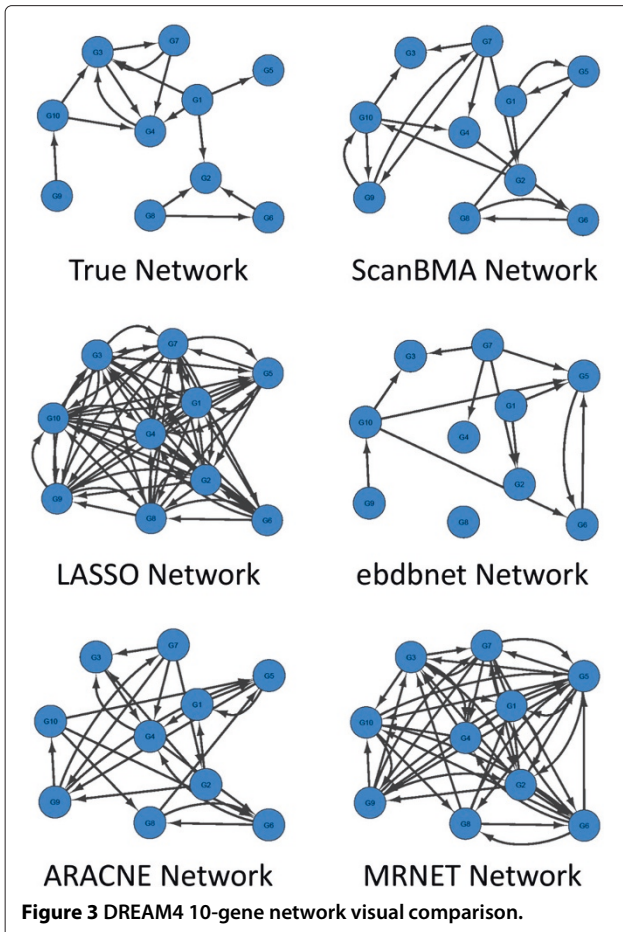 G3
G7
G5
G1
G10
G4
G2
G9
G8
G6
True Network
G7
G3
G5
G1
G10
G4
G2
G9
G8
G6
ScanBMA Network
G7
G3
G5
G1
G10
G4
G2
G9
G8
G6
LASSO Network
G7
G3
G5
G1
G10
G4
G2
G9
G8
G6
ebdbnet Network
G7
G3
G5
G1
G10
G4
G2
G9
G8
G6
ARACNE Network
G7
G3
G5
G1
G10
G4
G2
G9
G8
G6
MRNET Network
Figure 3 DREAM4 10-gene network visual comparison.